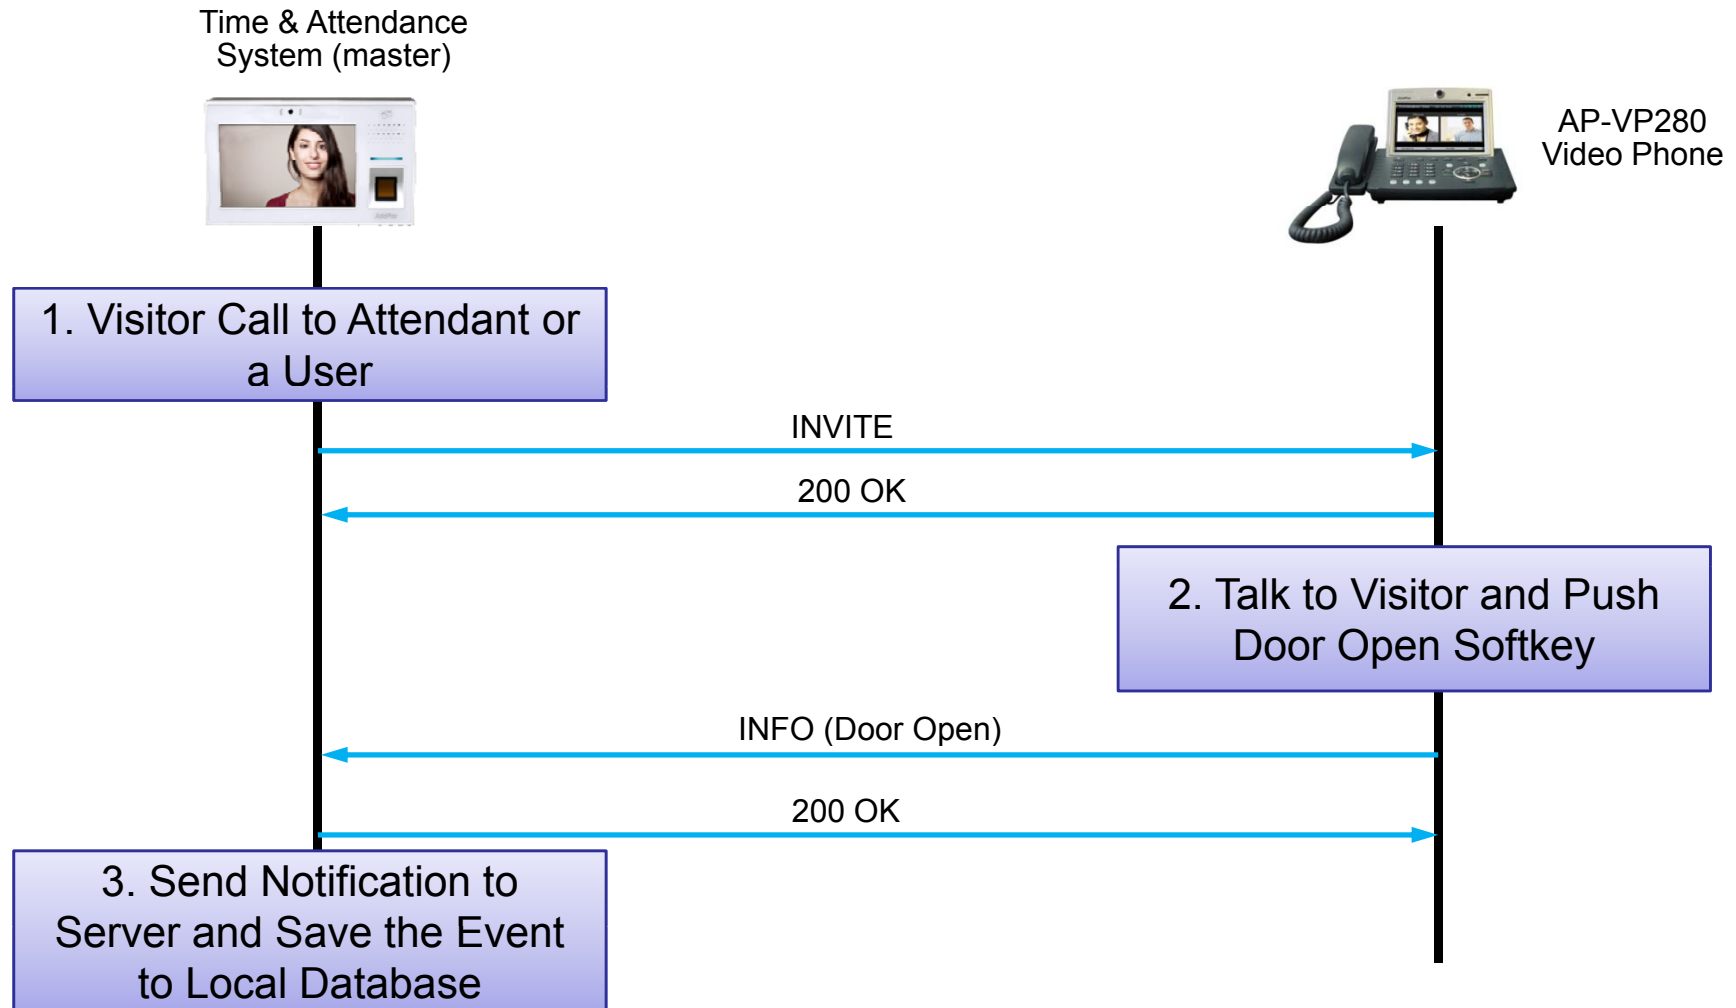 Time & Attendance
System (master)
AP-VP280
Video Phone
1. Visitor Call to Attendant or
a User
INVITE
200 OK
2. Talk to Visitor and Push
Door Open Softkey
INFO (Door Open)
200 OK
3. Send Notification to
Server and Save the Event
to Local Database